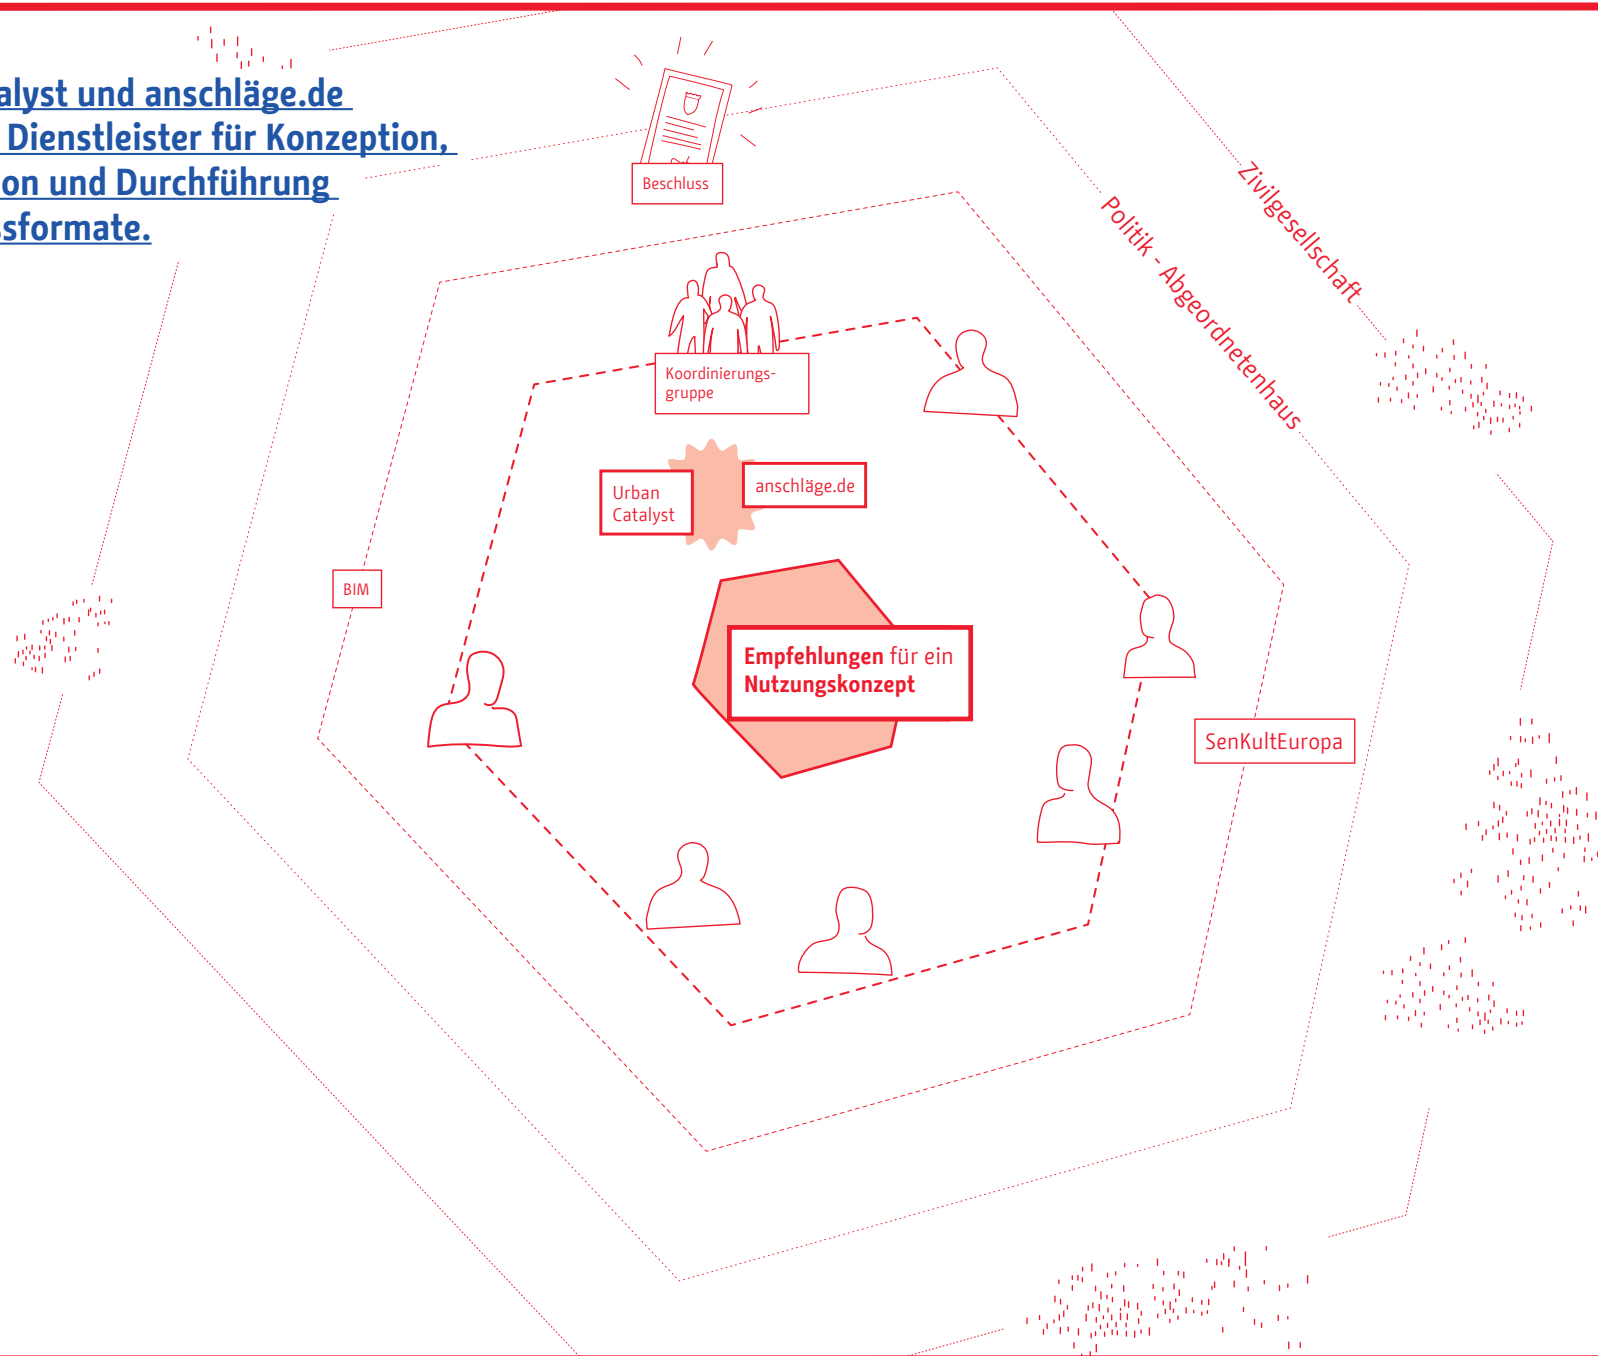 alyst und anschläge.de
Dienstleister für Konzeption,
on und Durchführung
ssformate.
Beschluss
Zivilgesellschaft
Politik - Abgeordnetenhaus
Koordinierungs-
gruppe
Urban
Catalyst
anschläge.de
BIM
Empfehlungen für ein
Nutzungskonzept
SenKultEuropa